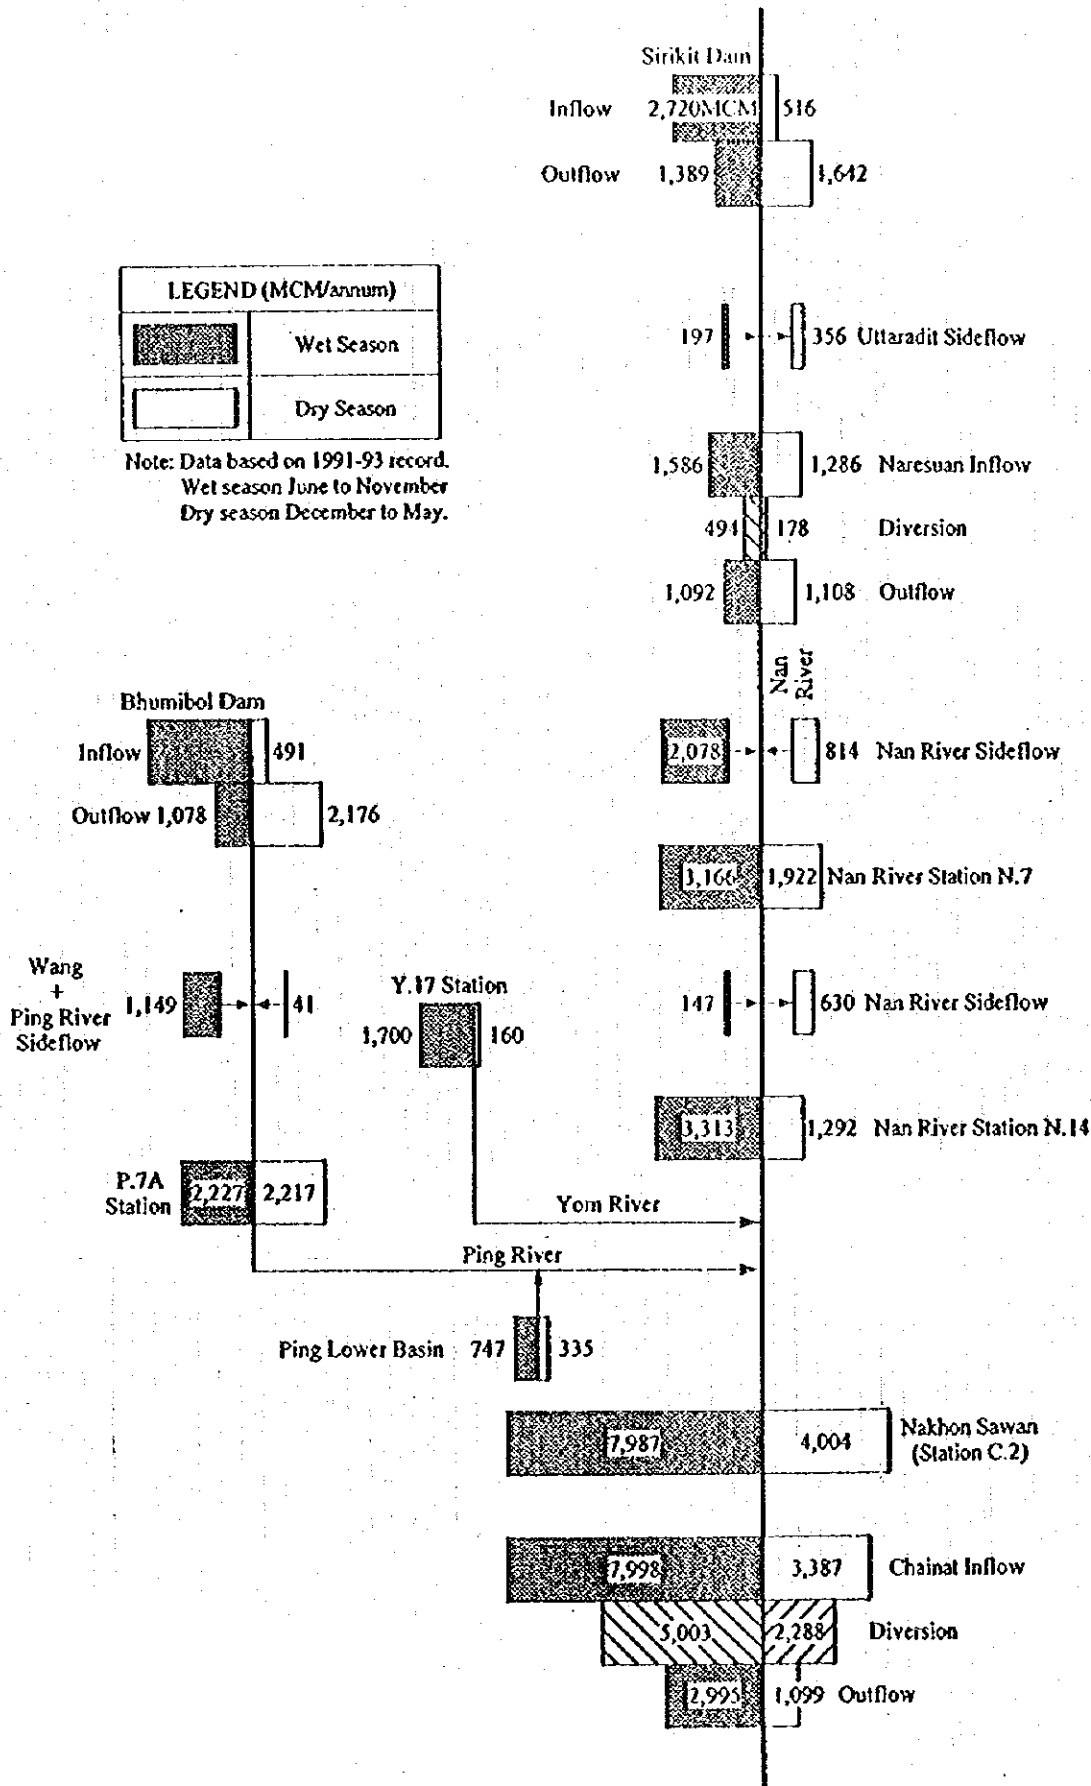 Sirikit Dam
Inflow 2,720MCM 516
Outflow 1,389 1,642
LEGEND (MCM/annum)
Wet Season
Dry Season
Note: Data based on 1991-93 record.
Wet season June to November
Dry season December to May.
197 356 Uttaradit Sideflow
1,586 1,286 Naresuan Inflow
494 178 Diversion
1,092 1,108 Outflow
Nan
River
Bhumibol Dam
Inflow 491
Outflow 1,078 2,176
2,078 814 Nan River Sideflow
3,166 1,922 Nan River Station N.7
Wang
+
Ping River
Sideflow
1,149 41
Y.17 Station
1,700 160
147 630 Nan River Sideflow
3,313 1,292 Nan River Station N.14
P.7A
Station
2,227 2,217
Yom River
Ping River
Ping Lower Basin 747 335
7,987 4,004 Nakhon Sawan
(Station C.2)
7,998 3,387 Chainat Inflow
5,003 2,288 Diversion
2,995 1,099 Outflow